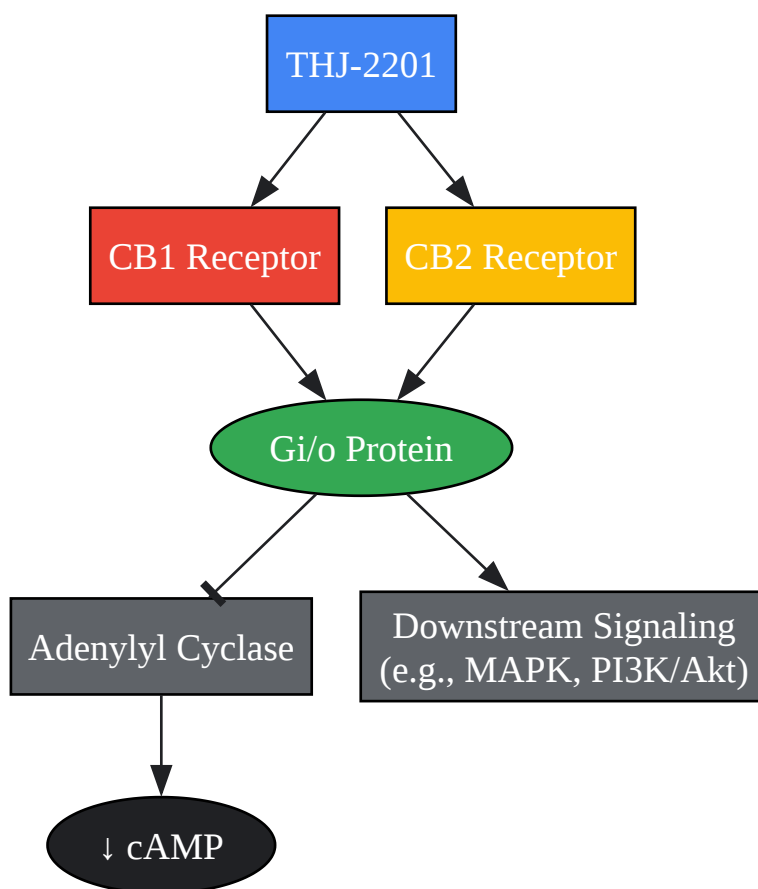 THJ-2201
CB1 Receptor
CB2 Receptor
Gi/o Protein
Adenylyl Cyclase
Downstream Signaling
(e.g., MAPK, PI3K/Akt)
↓ cAMP